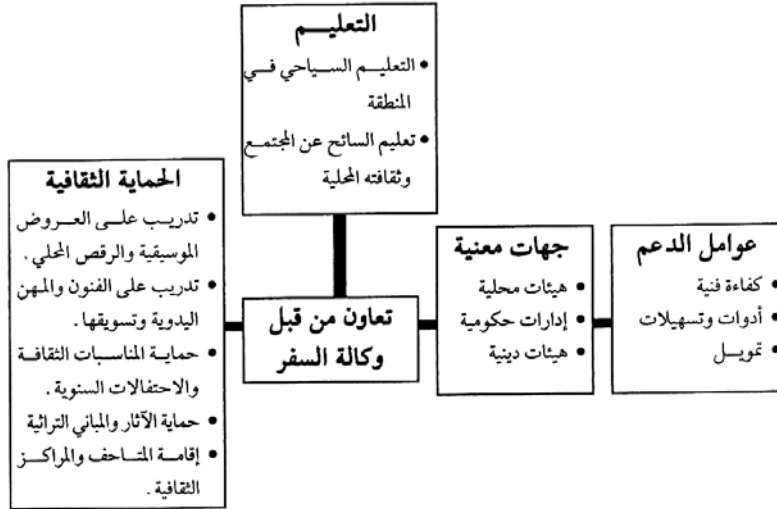 التعليم
• التعليم السياحي في
المنطقة
• تعليم السائح عن المجتمع
وثقافته المحلية
عوامل الدعم
• كفاءة فنية
• أدوات وتسهيلات
• تمويل
جهات معنية
• هيئات محلية
• إدارات حكومية
• هيئات دينية
تعاون من قبل
وكالة السفر
الحماية الثقافية
• تدريب على العروض
الموسيقية والرقص المحلي .
• تدريب على الفنون والمهن
اليدوية وتسويقها .
• حماية المناسبات الثقافة
والاحتفالات السنوية .
• حماية الآثار والمباني التراثية
• إقامة المتاحف والمراكز
الثقافية .